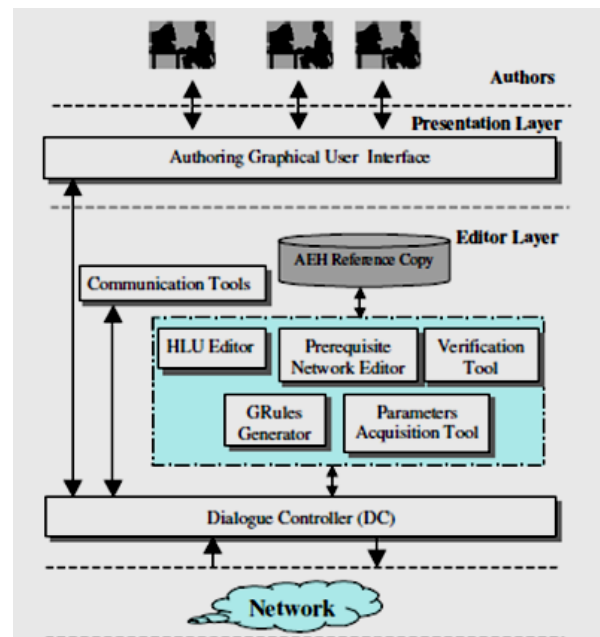 Authors
Presentation Layer
Authoring Graphical User Interface
Editor Layer
AEH Reference Copy
Communication Tools
HLU Editor
Prerequisite
Network Editor
Verification
Tool
GRules
Generator
Parameters
Acquisition Tool
Dialogue Controller (DC)
Network